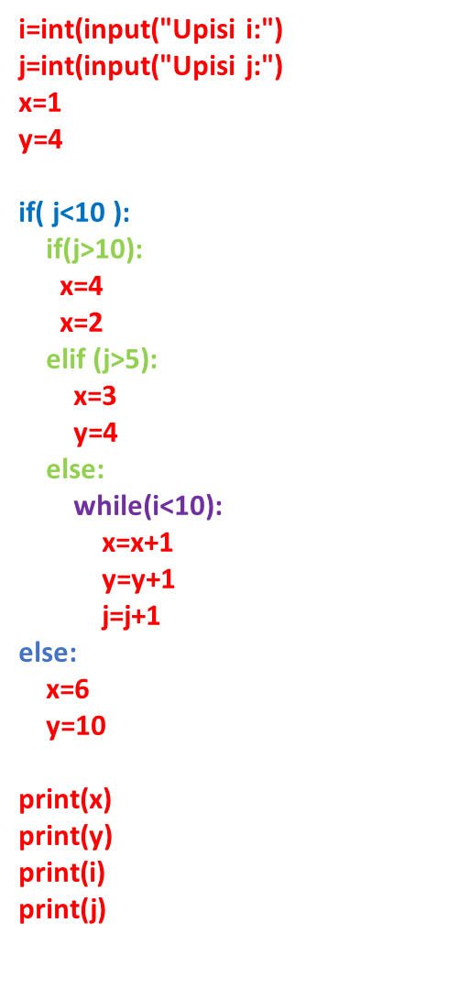 i=int(input("Upisi i:")
j=int(input("Upisi j:")
x=1
y=4
if( j<10 ):
if(j>10):
x=4
x=2
elif (j>5):
x=3
y=4
else:
while(i<10):
x=x+1
y=y+1
j=j+1
else:
x=6
y=10
print(x)
print(y)
print(i)
print(j)